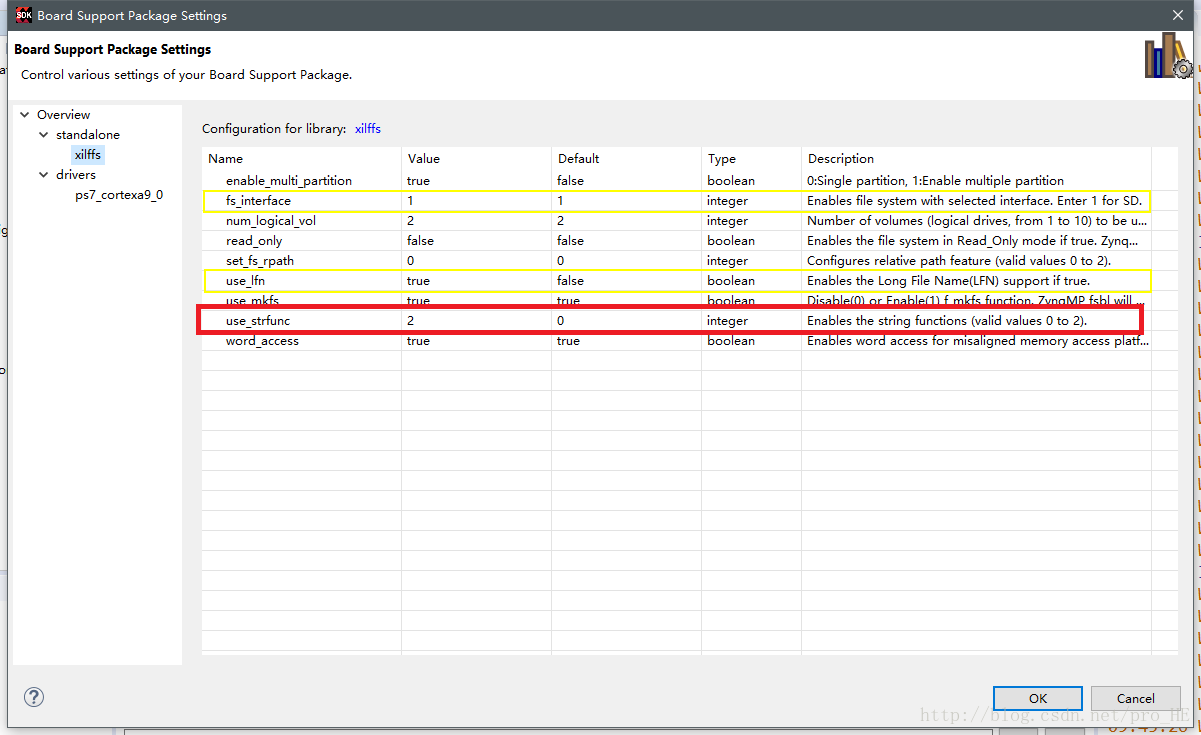 SDK Board Support Package Settings
Board Support Package Settings
Control various settings of your Board Support Package.
Overview
standalone
xilffs
drivers
ps7_cortexa9_0
Configuration for library: xilffs
Name Value Default Type Description
enable_multi_partition true false boolean 0:Single partition, 1:Enable multiple partition
fs_interface 1 1 integer Enables file system with selected interface. Enter 1 for SD.
num_logical_vol 2 2 integer Number of volumes (logical drives, from 1 to 10) to be u...
read_only false false boolean Enables the file system in Read_Only mode if true. Zynq...
set_fs_rpath 0 0 integer Configures relative path feature (valid values 0 to 2).
use_lfn true false boolean Enables the Long File Name(LFN) support if true.
use_mkfs true true boolean Disable(0) or Enable(1) f_mkfs function. ZynqMP fsbl will ...
use_strfunc 2 0 integer Enables the string functions (valid values 0 to 2).
word_access true true boolean Enables word access for misaligned memory access platf...
?
OK Cancel
http://blog.csdn.net/pro_HE